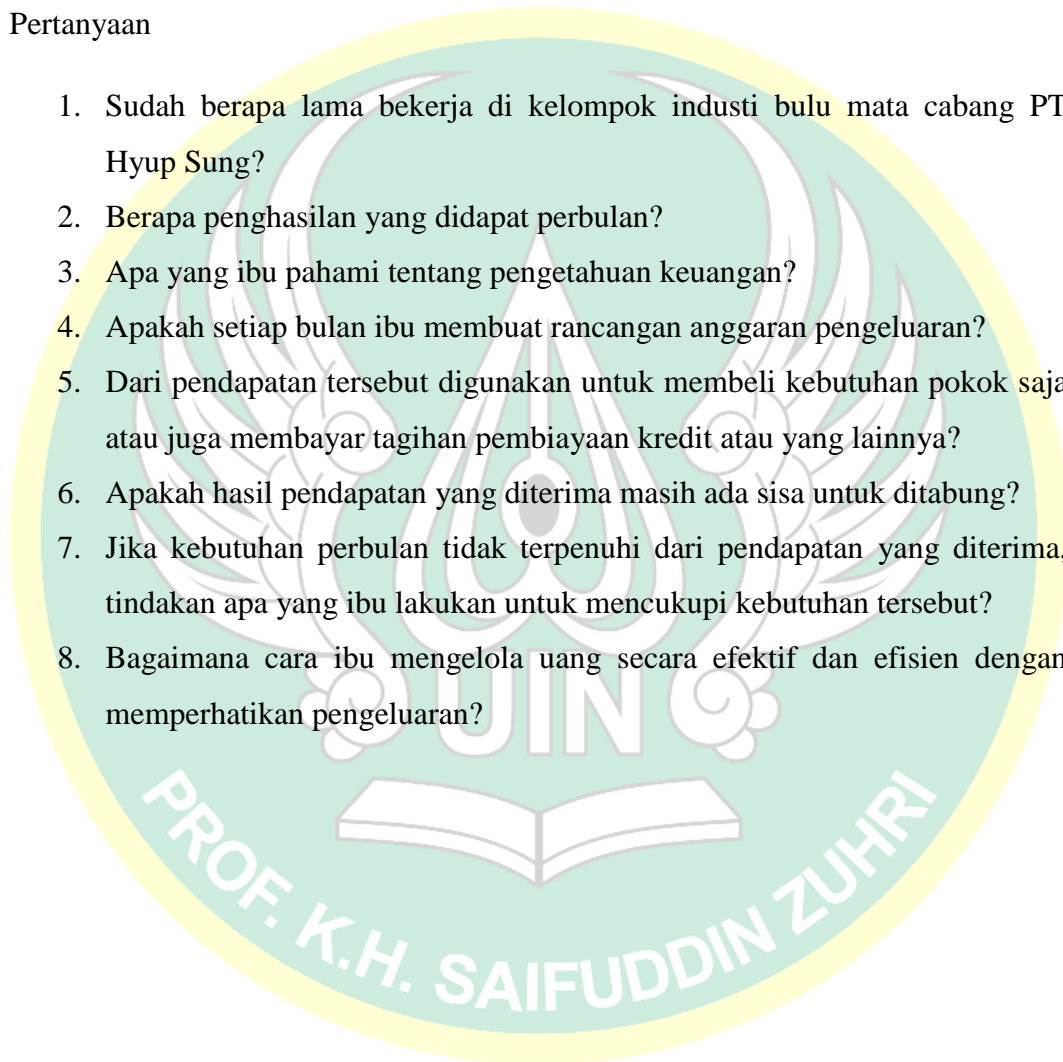 Pertanyaan
1. Sudah berapa lama bekerja di kelompok industi bulu mata cabang PT
Hyup Sung?
2. Berapa penghasilan yang didapat perbulan?
3. Apa yang ibu pahami tentang pengetahuan keuangan?
4. Apakah setiap bulan ibu membuat rancangan anggaran pengeluaran?
5. Dari pendapatan tersebut digunakan untuk membeli kebutuhan pokok saja
atau juga membayar tagihan pembiayaan kredit atau yang lainnya?
6. Apakah hasil pendapatan yang diterima masih ada sisa untuk ditabung?
7. Jika kebutuhan perbulan tidak terpenuhi dari pendapatan yang diterima,
tindakan apa yang ibu lakukan untuk mencukupi kebutuhan tersebut?
8. Bagaimana cara ibu mengelola uang secara efektif dan efisien dengan
memperhatikan pengeluaran?
UIN
PROF. K.H. SAIFUDDIN ZUHRI